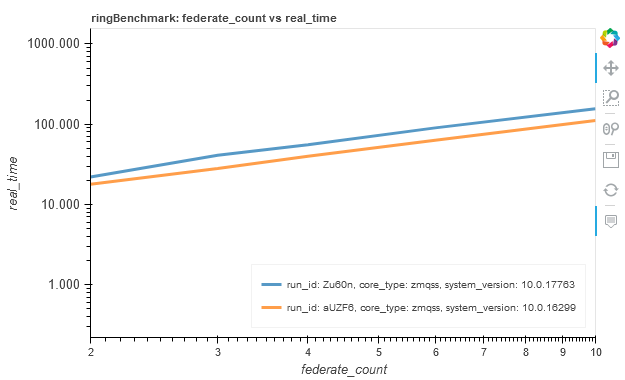 ringBenchmark: federate_count vs real_time
1000.000
100.000
10.000
1.000
real_time
run_id: Zu60n, core_type: zmqss, system_version: 10.0.17763
run_id: aUZF6, core_type: zmqss, system_version: 10.0.16299
2 3 4 5 6 7 8 9 10
federate_count